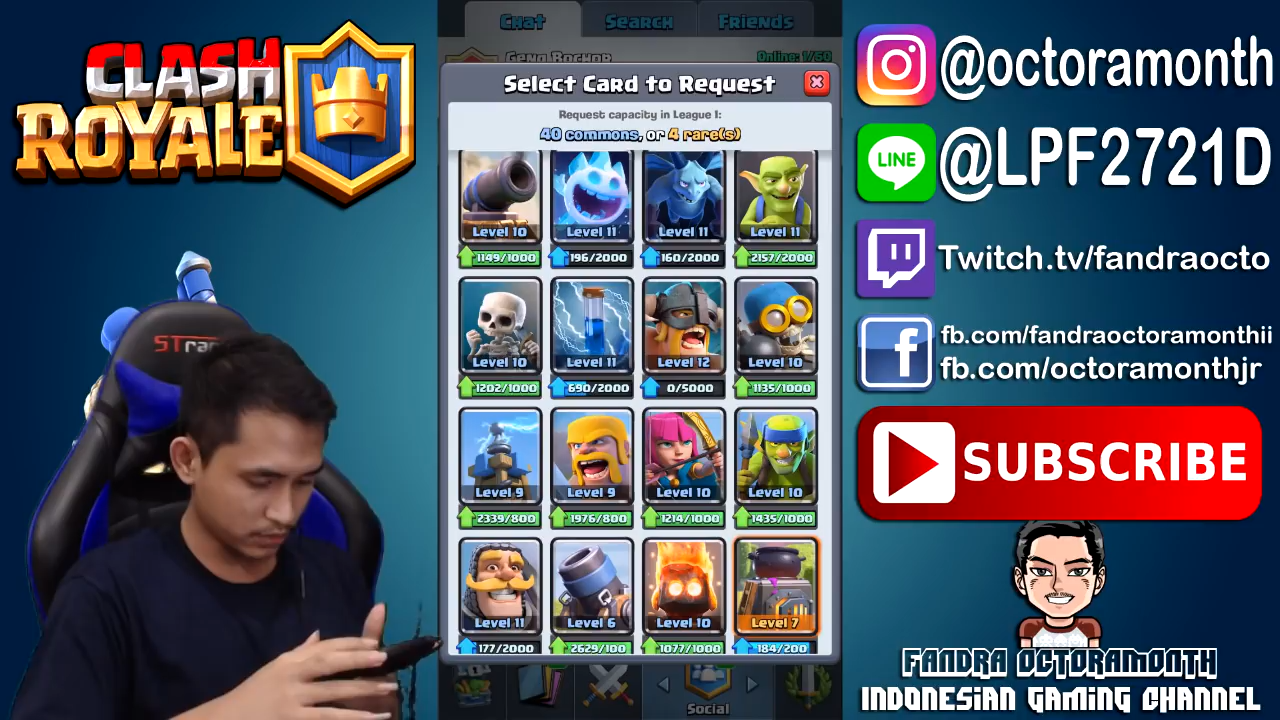 CLASH
ROYALE
Chat
Search
Friends
Online: 1/50
Select Card to Request
Request capacity in League 1:
40 commons, or 4 rare(s)
Level 10
Level 11
Level 11
Level 11
1149/1000
196/2000
160/2000
2157/2000
Level 10
Level 11
Level 12
Level 10
1202/1000
690/2000
0/5000
1135/1000
Level 9
Level 9
Level 10
Level 10
2339/800
1976/800
1214/1000
1435/1000
Level 11
Level 6
Level 10
Level 7
177/2000
2629/100
1077/1000
184/200
Social
@octoramonth
LINE
@LPF2721D
Twitch.tv/fandraocto
fb.com/fandraoctoramonthii
fb.com/octoramonthjr
SUBSCRIBE
FANDRA OCTORAMONTH
INDONESIAN GAMING CHANNEL